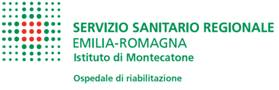 SERVIZIO SANITARIO REGIONALE
EMILIA-ROMAGNA
Istituto di Montecatone
Ospedale di riabilitazione